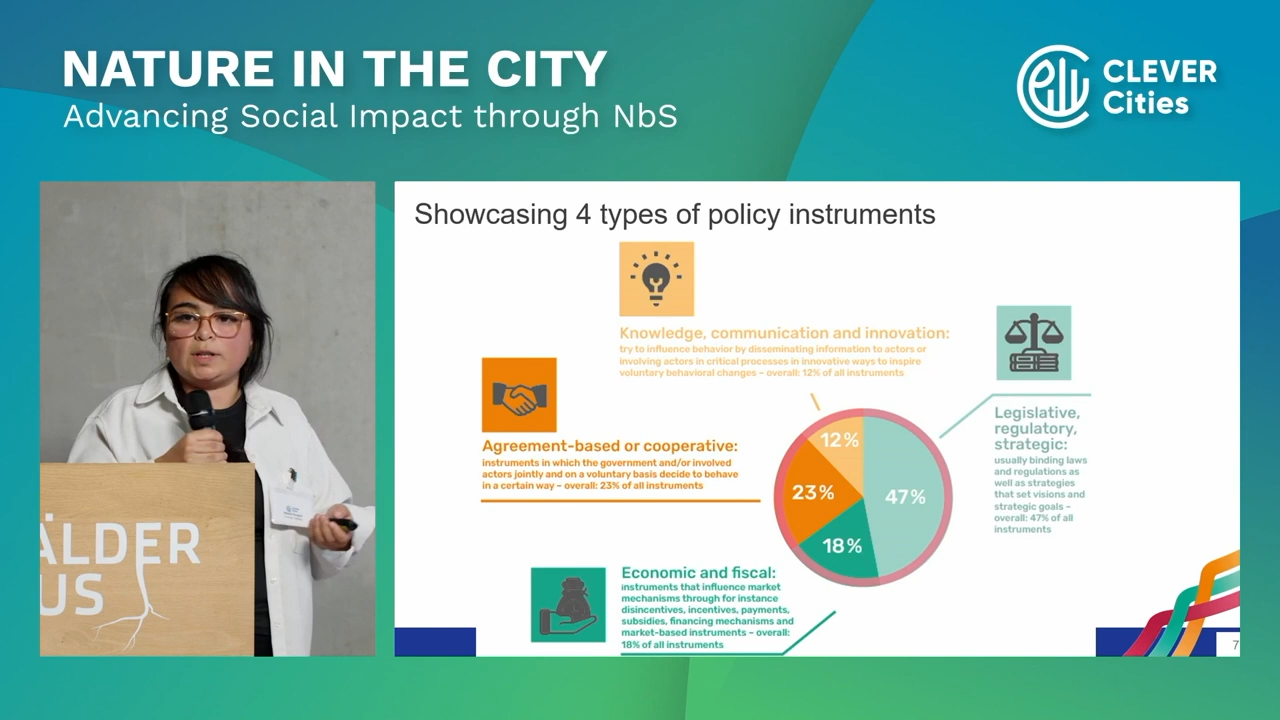 NATURE IN THE CITY
Advancing Social Impact through NbS
CLEVER
Cities
Showcasing 4 types of policy instruments
Knowledge, communication and innovation:
try to influence behavior by disseminating information to actors or
involving actors in critical processes in innovative ways to inspire
voluntary behavioral changes – overall: 12% of all instruments
Agreement-based or cooperative:
instruments in which the government and/or involved
actors jointly and on a voluntary basis decide to behave
in a certain way – overall: 23% of all instruments
Legislative,
regulatory,
strategic:
usually binding laws
and regulations as
well as strategies
that set visions and
strategic goals –
overall: 47% of all
instruments
12%
23%
47%
18%
Economic and fiscal:
instruments that influence market
mechanisms through for instance
disincentives, incentives, payments,
subsidies, financing mechanisms and
market-based instruments – overall:
18% of all instruments
7
ÄLDER
US